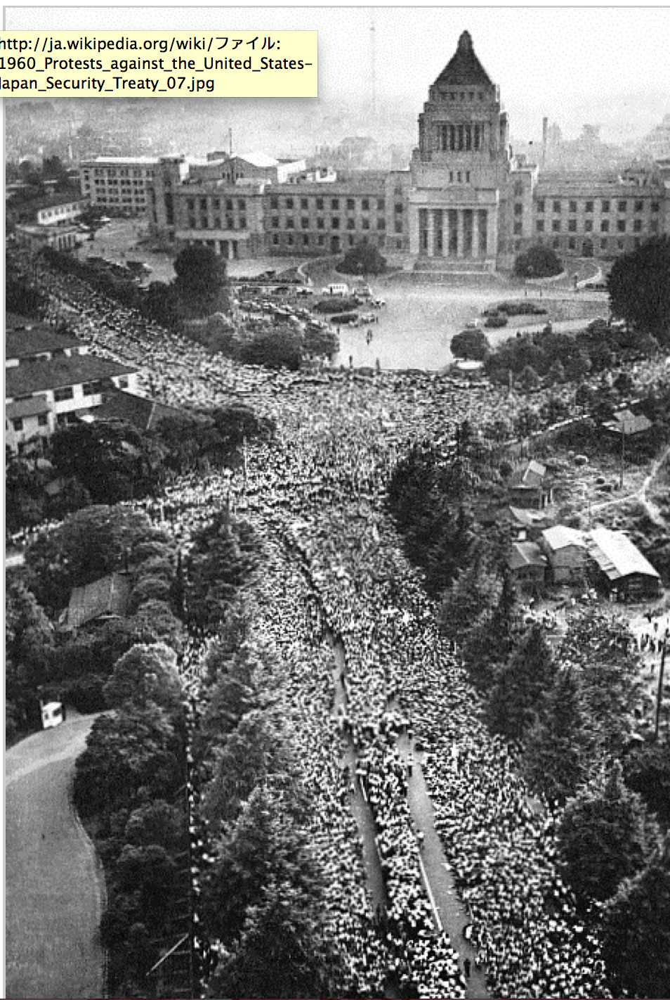 http://ja.wikipedia.org/wiki/ファイル:
1960_Protests_against_the_United_States-
Japan_Security_Treaty_07.jpg